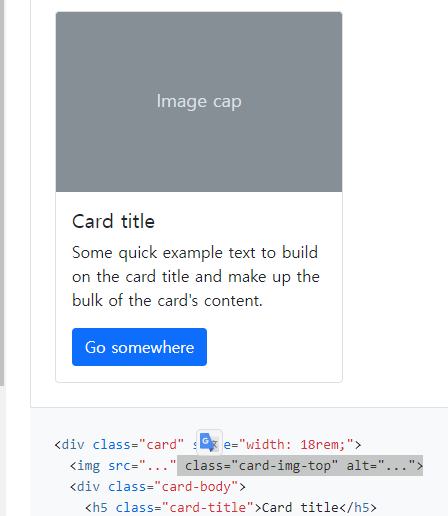 Image cap
Card title
Some quick example text to build
on the card title and make up the
bulk of the card's content.
Go somewhere
<div class="card" s e="width: 18rem;">
<img src="..." class="card-img-top" alt="...">
<div class="card-body">
<h5 class="card-title">Card title</h5>